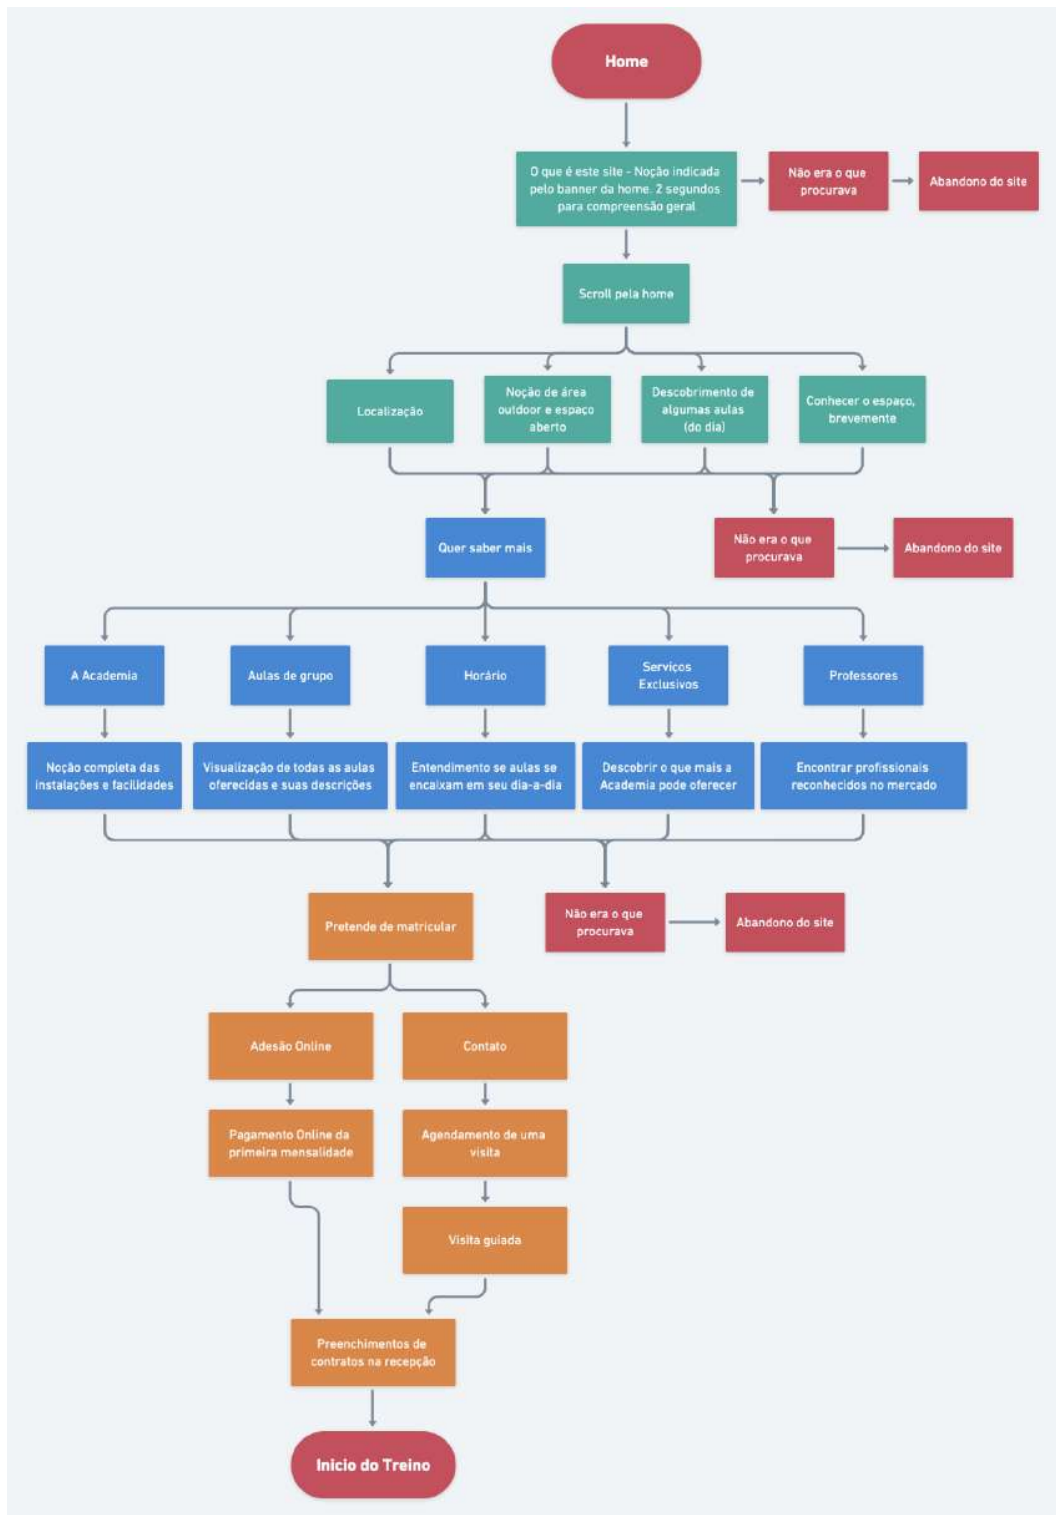 Home
O que é este site - Noção indicada
pelo banner da home. 2 segundos
para compreensão geral
Não era o que
procurava
Abandono do site
Scroll pela home
Localização
Noção de área
outdoor e espaço
aberto
Descobrimento de
algumas aulas
(do dia)
Conhecer o espaço,
brevemente
Quer saber mais
Não era o que
procurava
Abandono do site
A Academia
Aulas de grupo
Horário
Serviços
Exclusivos
Professores
Noção completa das
instalações e facilidades
Visualização de todas as aulas
oferecidas e suas descrições
Entendimento se aulas se
encaixam em seu dia-a-dia
Descobrir o que mais a
Academia pode oferecer
Encontrar profissionais
reconhecidos no mercado
Pretende de matricular
Não era o que
procurava
Abandono do site
Adesão Online
Contato
Pagamento Online da
primeira mensalidade
Agendamento de uma
visita
Visita guiada
Preenchimentos de
contratos na recepção
Inicio do Treino